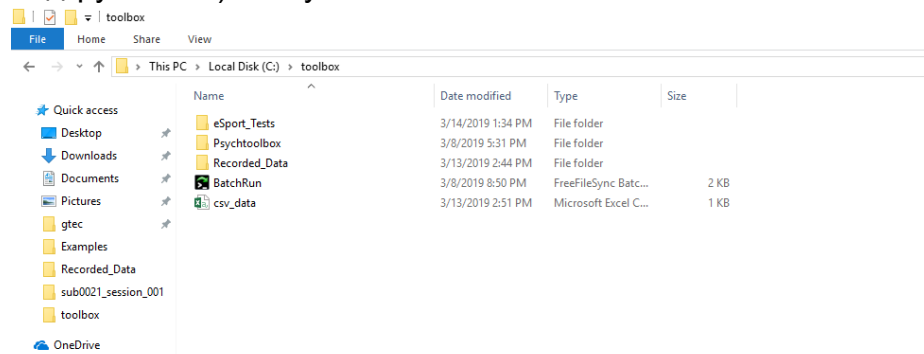 toolbox
File Home Share View
This PC > Local Disk (C:) > toolbox
Name Date modified Type Size
Quick access
Desktop
Downloads
Documents
Pictures
gtec
Examples
Recorded_Data
sub0021_session_001
toolbox
OneDrive
eSport_Tests 3/14/2019 1:34 PM File folder
Psychtoolbox 3/8/2019 5:31 PM File folder
Recorded_Data 3/13/2019 2:44 PM File folder
BatchRun 3/8/2019 8:50 PM FreeFileSync Batc... 2 KB
csv_data 3/13/2019 2:51 PM Microsoft Excel C... 1 KB